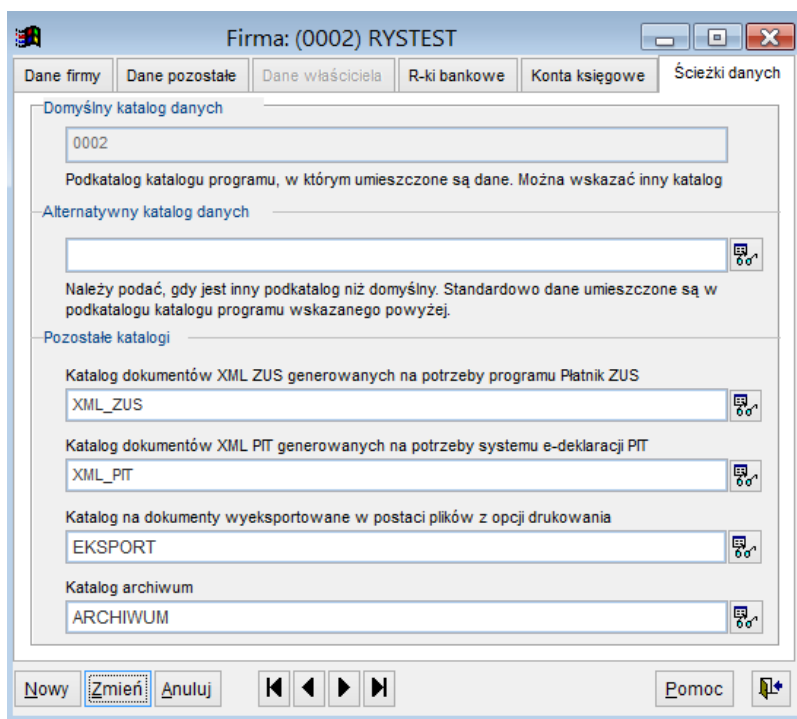 Firma: (0002) RYSTEST
Dane firmy Dane pozostałe Dane właściciela R-ki bankowe Konta księgowe Ścieżki danych
Domyślny katalog danych
0002
Podkatalog katalogu programu, w którym umieszczone są dane. Można wskazać inny katalog
Alternatywny katalog danych
Należy podać, gdy jest inny podkatalog niż domyślny. Standardowo dane umieszczone są w
podkatalogu katalogu programu wskazanego powyżej.
Pozostałe katalogi
Katalog dokumentów XML ZUS generowanych na potrzeby programu Płatnik ZUS
XML_ZUS
Katalog dokumentów XML PIT generowanych na potrzeby systemu e-deklaracji PIT
XML_PIT
Katalog na dokumenty wyeksportowane w postaci plików z opcji drukowania
EKSPORT
Katalog archiwum
ARCHIWUM
Nowy Zmień Anuluj Pomoc